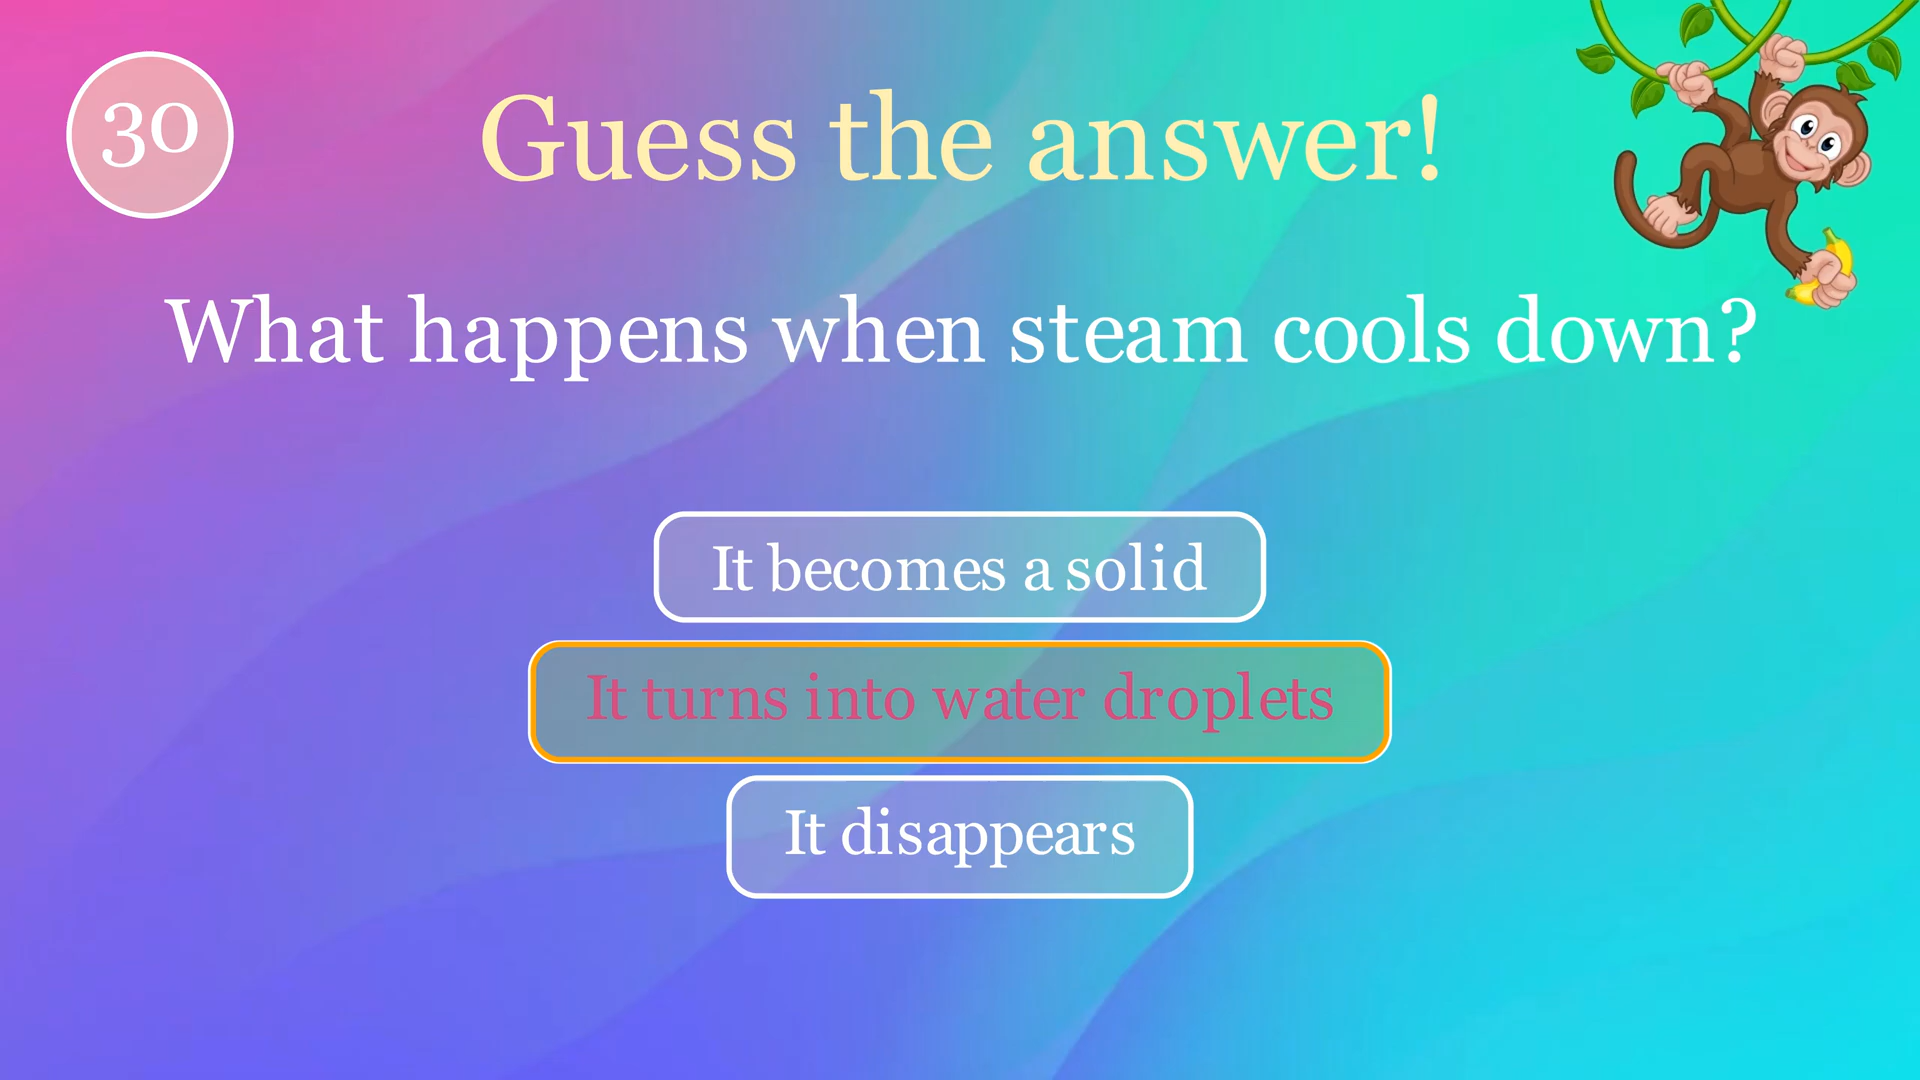 30
Guess the answer!
What happens when steam cools down?
It becomes a solid
It turns into water droplets
It disappears